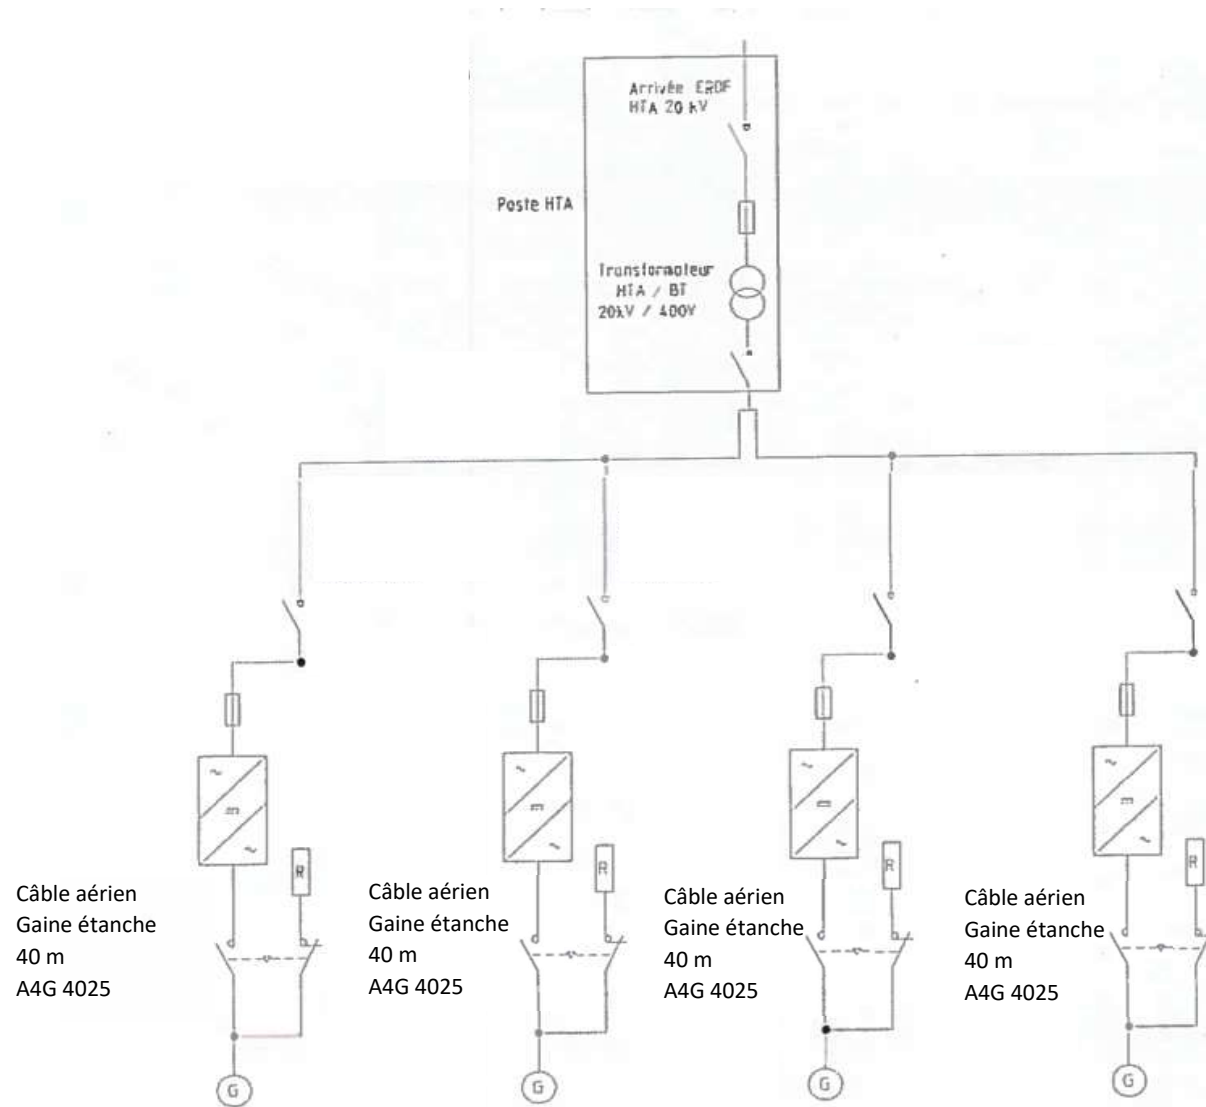 Arrivée ERDF
HTA 20 kV
Poste HTA
Transformateur
HTA / BT
20kV / 400V
R
R
R
R
Câble aérien
Gaine étanche
40 m
A4G 4025
Câble aérien
Gaine étanche
40 m
A4G 4025
Câble aérien
Gaine étanche
40 m
A4G 4025
Câble aérien
Gaine étanche
40 m
A4G 4025
G
G
G
G